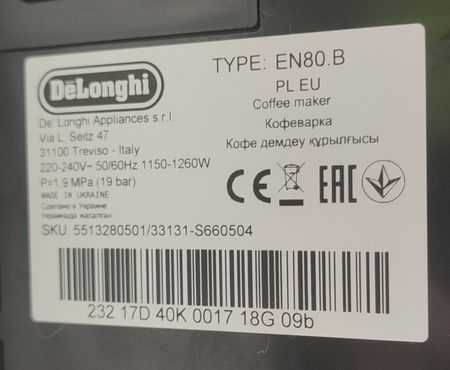 DeLonghi
TYPE: EN80.B
PL EU
Coffee maker
Кофеварка
Кофе демдеу құрылғысы
De' Longhi Appliances s.r.l.
Via L. Seitz 47
31100 Treviso - Italy
220-240V~ 50/60Hz 1150-1260W
P=1.9 MPa (19 bar)
MADE IN UKRAINE
Сделано в Украине
Украинада жасалған
CE
EAC
SKU: 5513280501/33131-S660504
232 17D 40K 0017 18G 09b